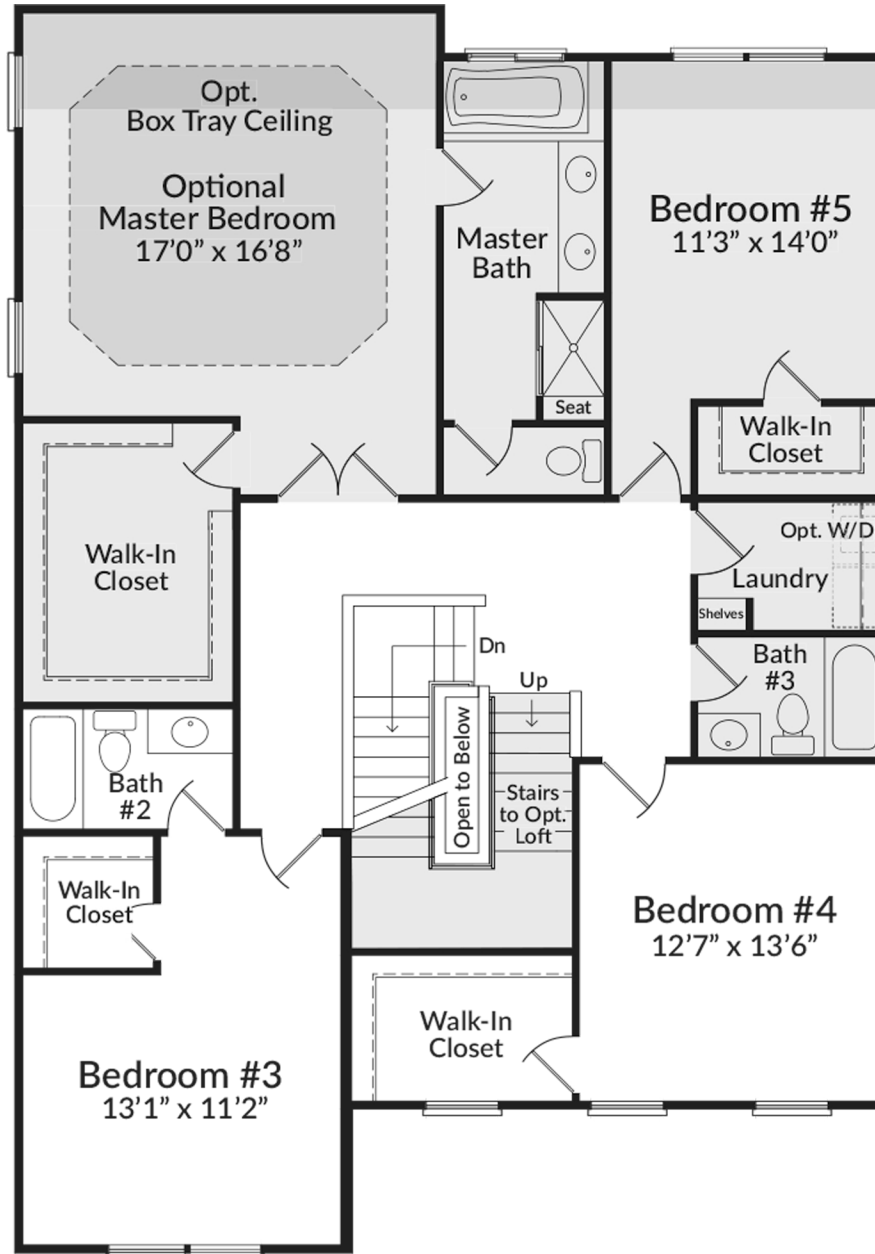 Opt.
Box Tray Ceiling
Optional
Master Bedroom
17’0” x 16’8”
Master
Bath
Seat
Bedroom #5
11’3” x 14’0”
Walk-In
Closet
Walk-In
Closet
Opt. W/D
Laundry
Shelves
Dn
Up
Bath
#3
Open to Below
Stairs
to Opt.
Loft
Bath
#2
Walk-In
Closet
Bedroom #4
12’7” x 13’6”
Walk-In
Closet
Bedroom #3
13’1” x 11’2”